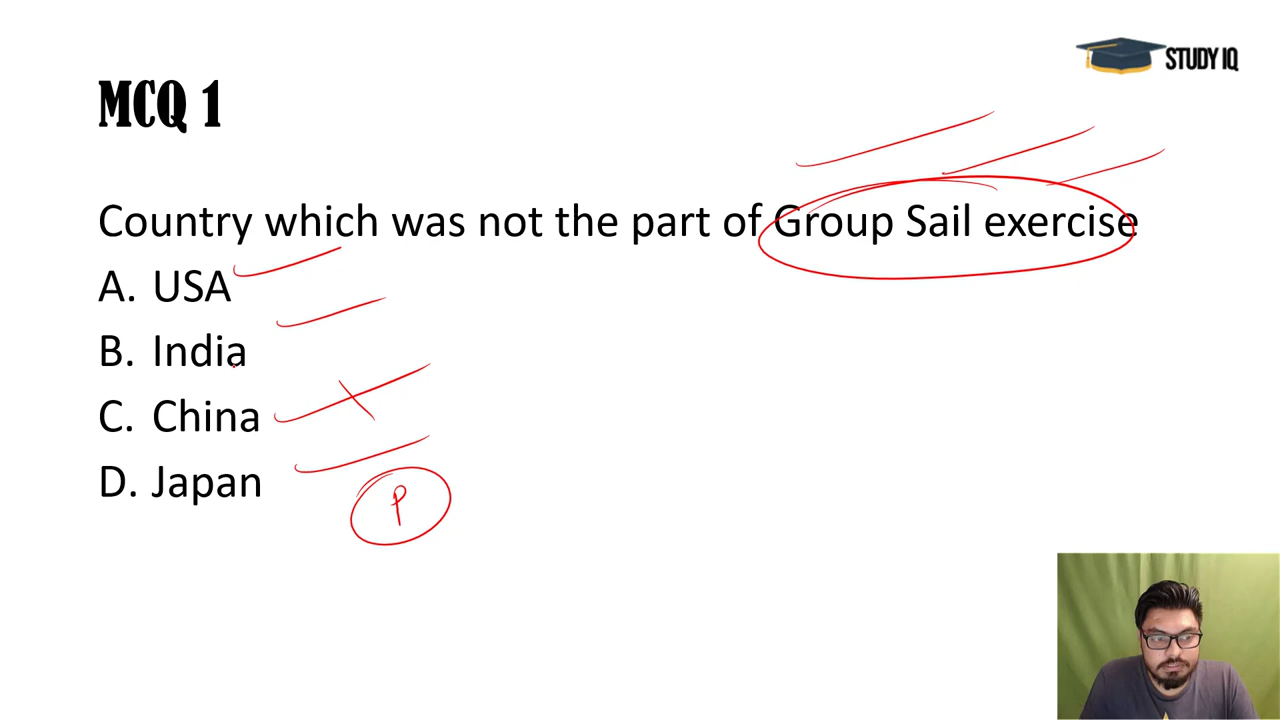 STUDY IQ
MCQ 1
Country which was not the part of Group Sail exercise
A. USA
B. India
C. China
D. Japan
P